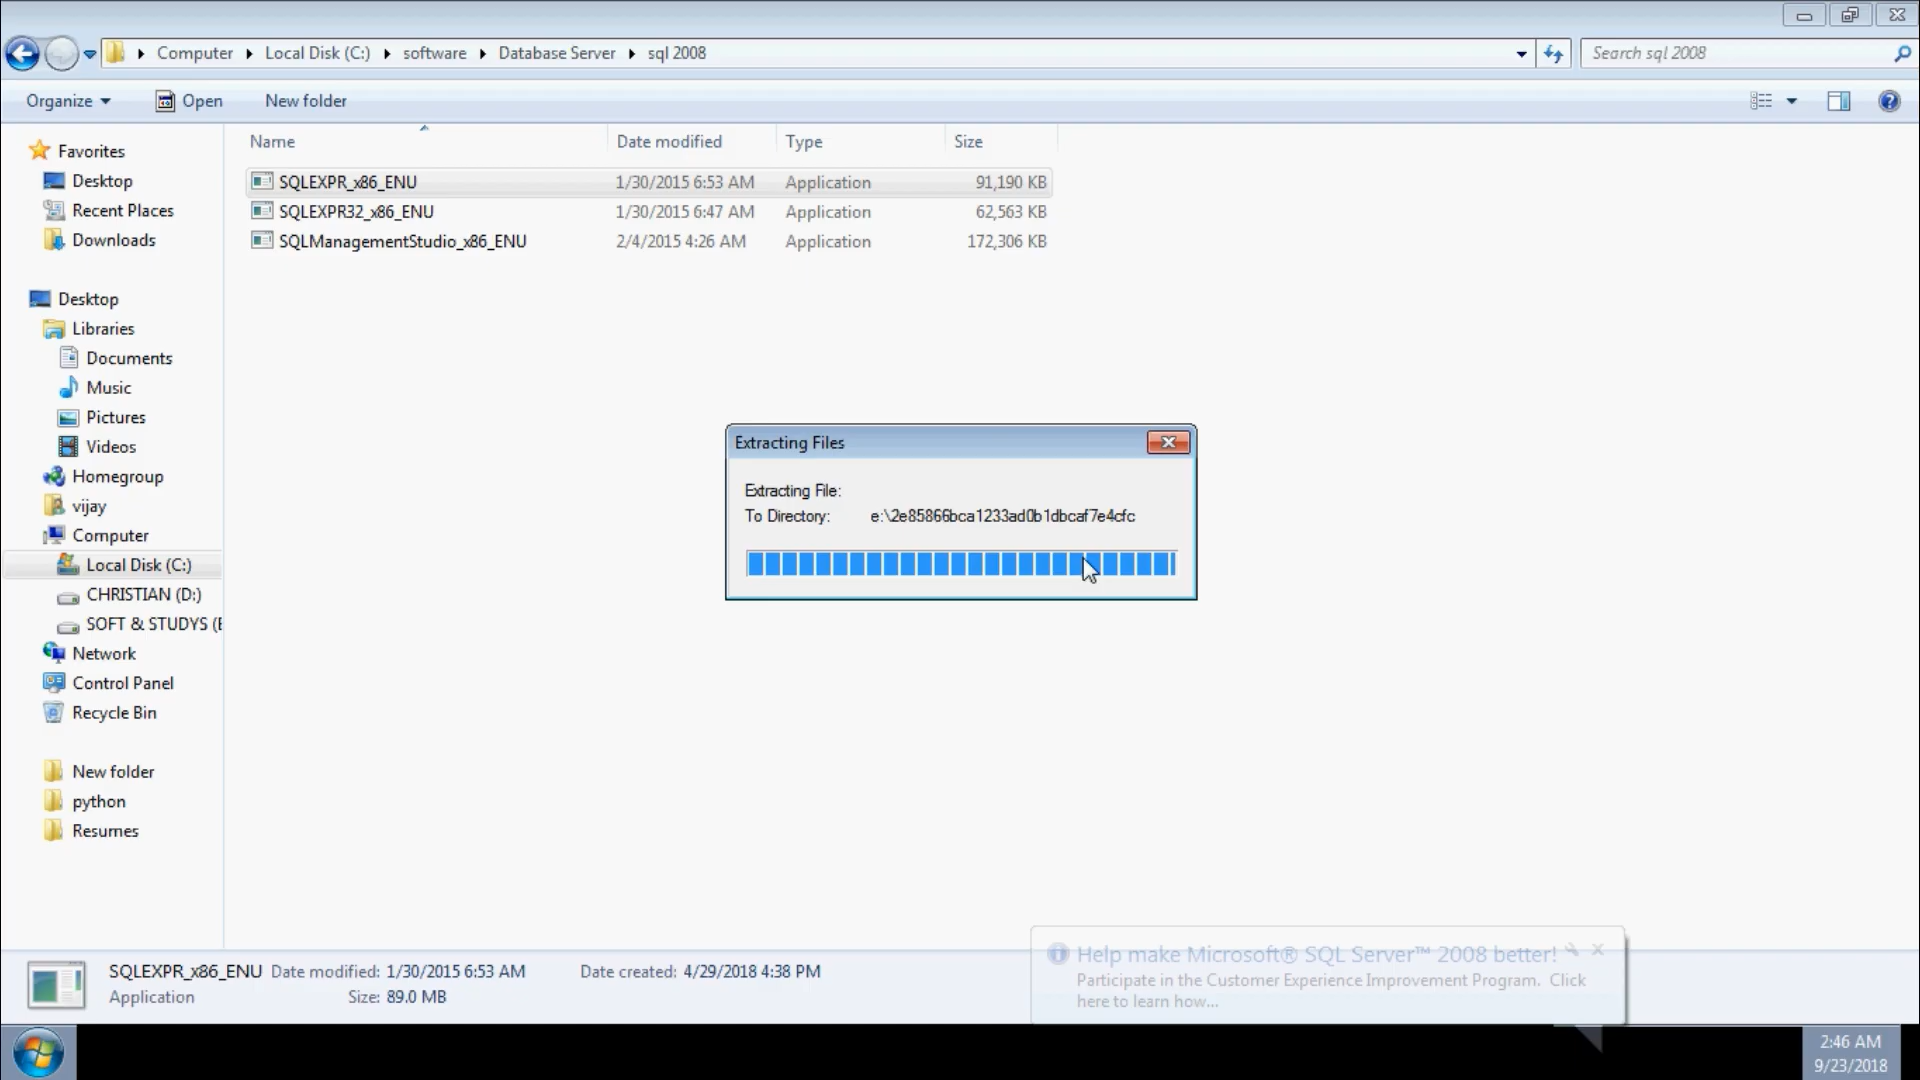 Computer Local Disk (C:) software Database Server sql 2008 Search sql 2008
Organize Open New folder
Name Date modified Type Size
SQLEXPR_x86_ENU 1/30/2015 6:53 AM Application 91,190 KB
SQLEXPR32_x86_ENU 1/30/2015 6:47 AM Application 62,563 KB
SQLManagementStudio_x86_ENU 2/4/2015 4:26 AM Application 172,306 KB
Favorites
Desktop
Recent Places
Downloads
Desktop
Libraries
Documents
Music
Pictures
Videos
Homegroup
vijay
Computer
Local Disk (C:)
CHRISTIAN (D:)
SOFT & STUDYS (E
Network
Control Panel
Recycle Bin
New folder
python
Resumes
Extracting Files
Extracting File:
To Directory: e:\2e85866bca1233ad0b1dbcaf7e4cfc
SQLEXPR_x86_ENU Date modified: 1/30/2015 6:53 AM Date created: 4/29/2018 4:38 PM
Application Size: 89.0 MB
Help make Microsoft® SQL Server™ 2008 better!
Participate in the Customer Experience Improvement Program. Click
here to learn how...
2:46 AM
9/23/2018